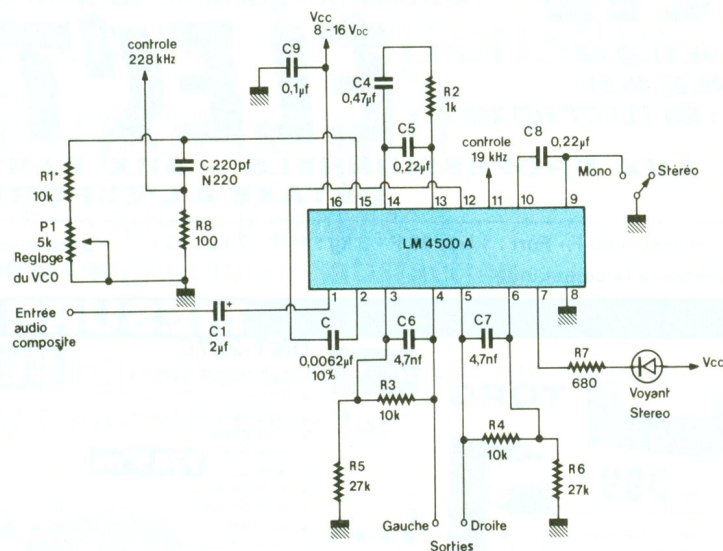 Vcc
8 - 16 VDC
controle
228 kHz
C9
0,1µf
C4
0,47µf
R2
1k
C5
0,22µf
controle
19 kHz
C8
0,22µf
Mono
Stéréo
R1*
10k
C 220pf
N220
P1
5k
Reglage
du VCO
R8
100
16 15 14 13 12 11 10 9
LM 4500 A
1 2 3 4 5 6 7 8
Entrée
audio
composite
C1
+
2µf
C
0,0062µf
10%
C6
4,7nf
C7
4,7nf
R7
680
Vcc
Voyant
Stereo
R3
10k
R4
10k
R5
27k
R6
27k
Gauche
Droite
Sorties